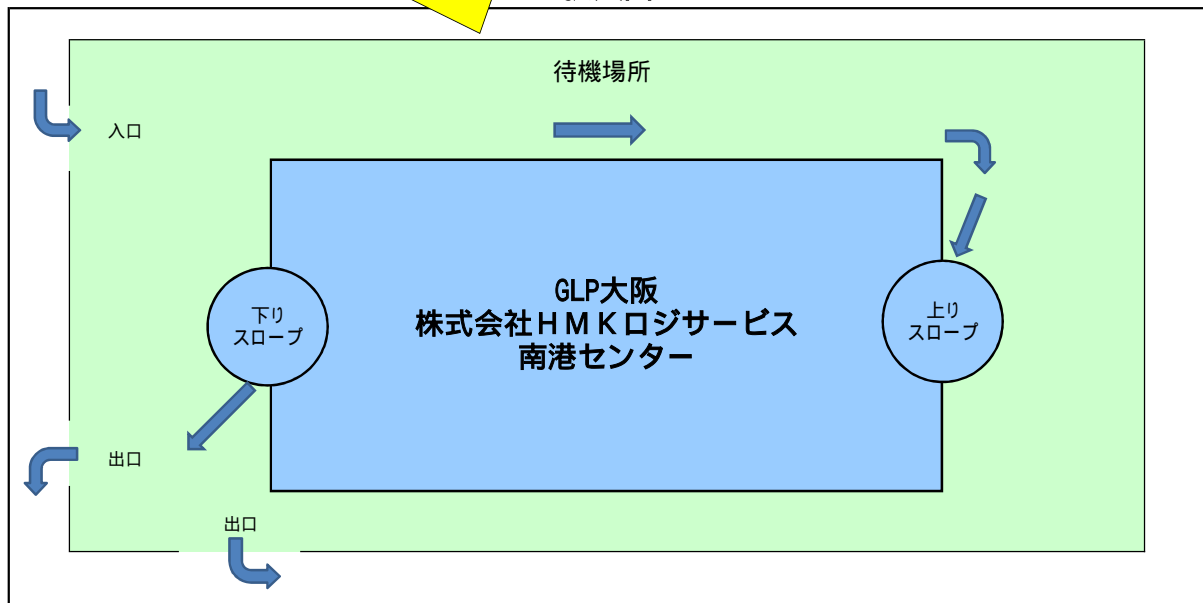 待機場所
入口
GLP大阪
株式会社ＨＭＫロジサービス
南港センター
下り
スロープ
上り
スロープ
出口
出口